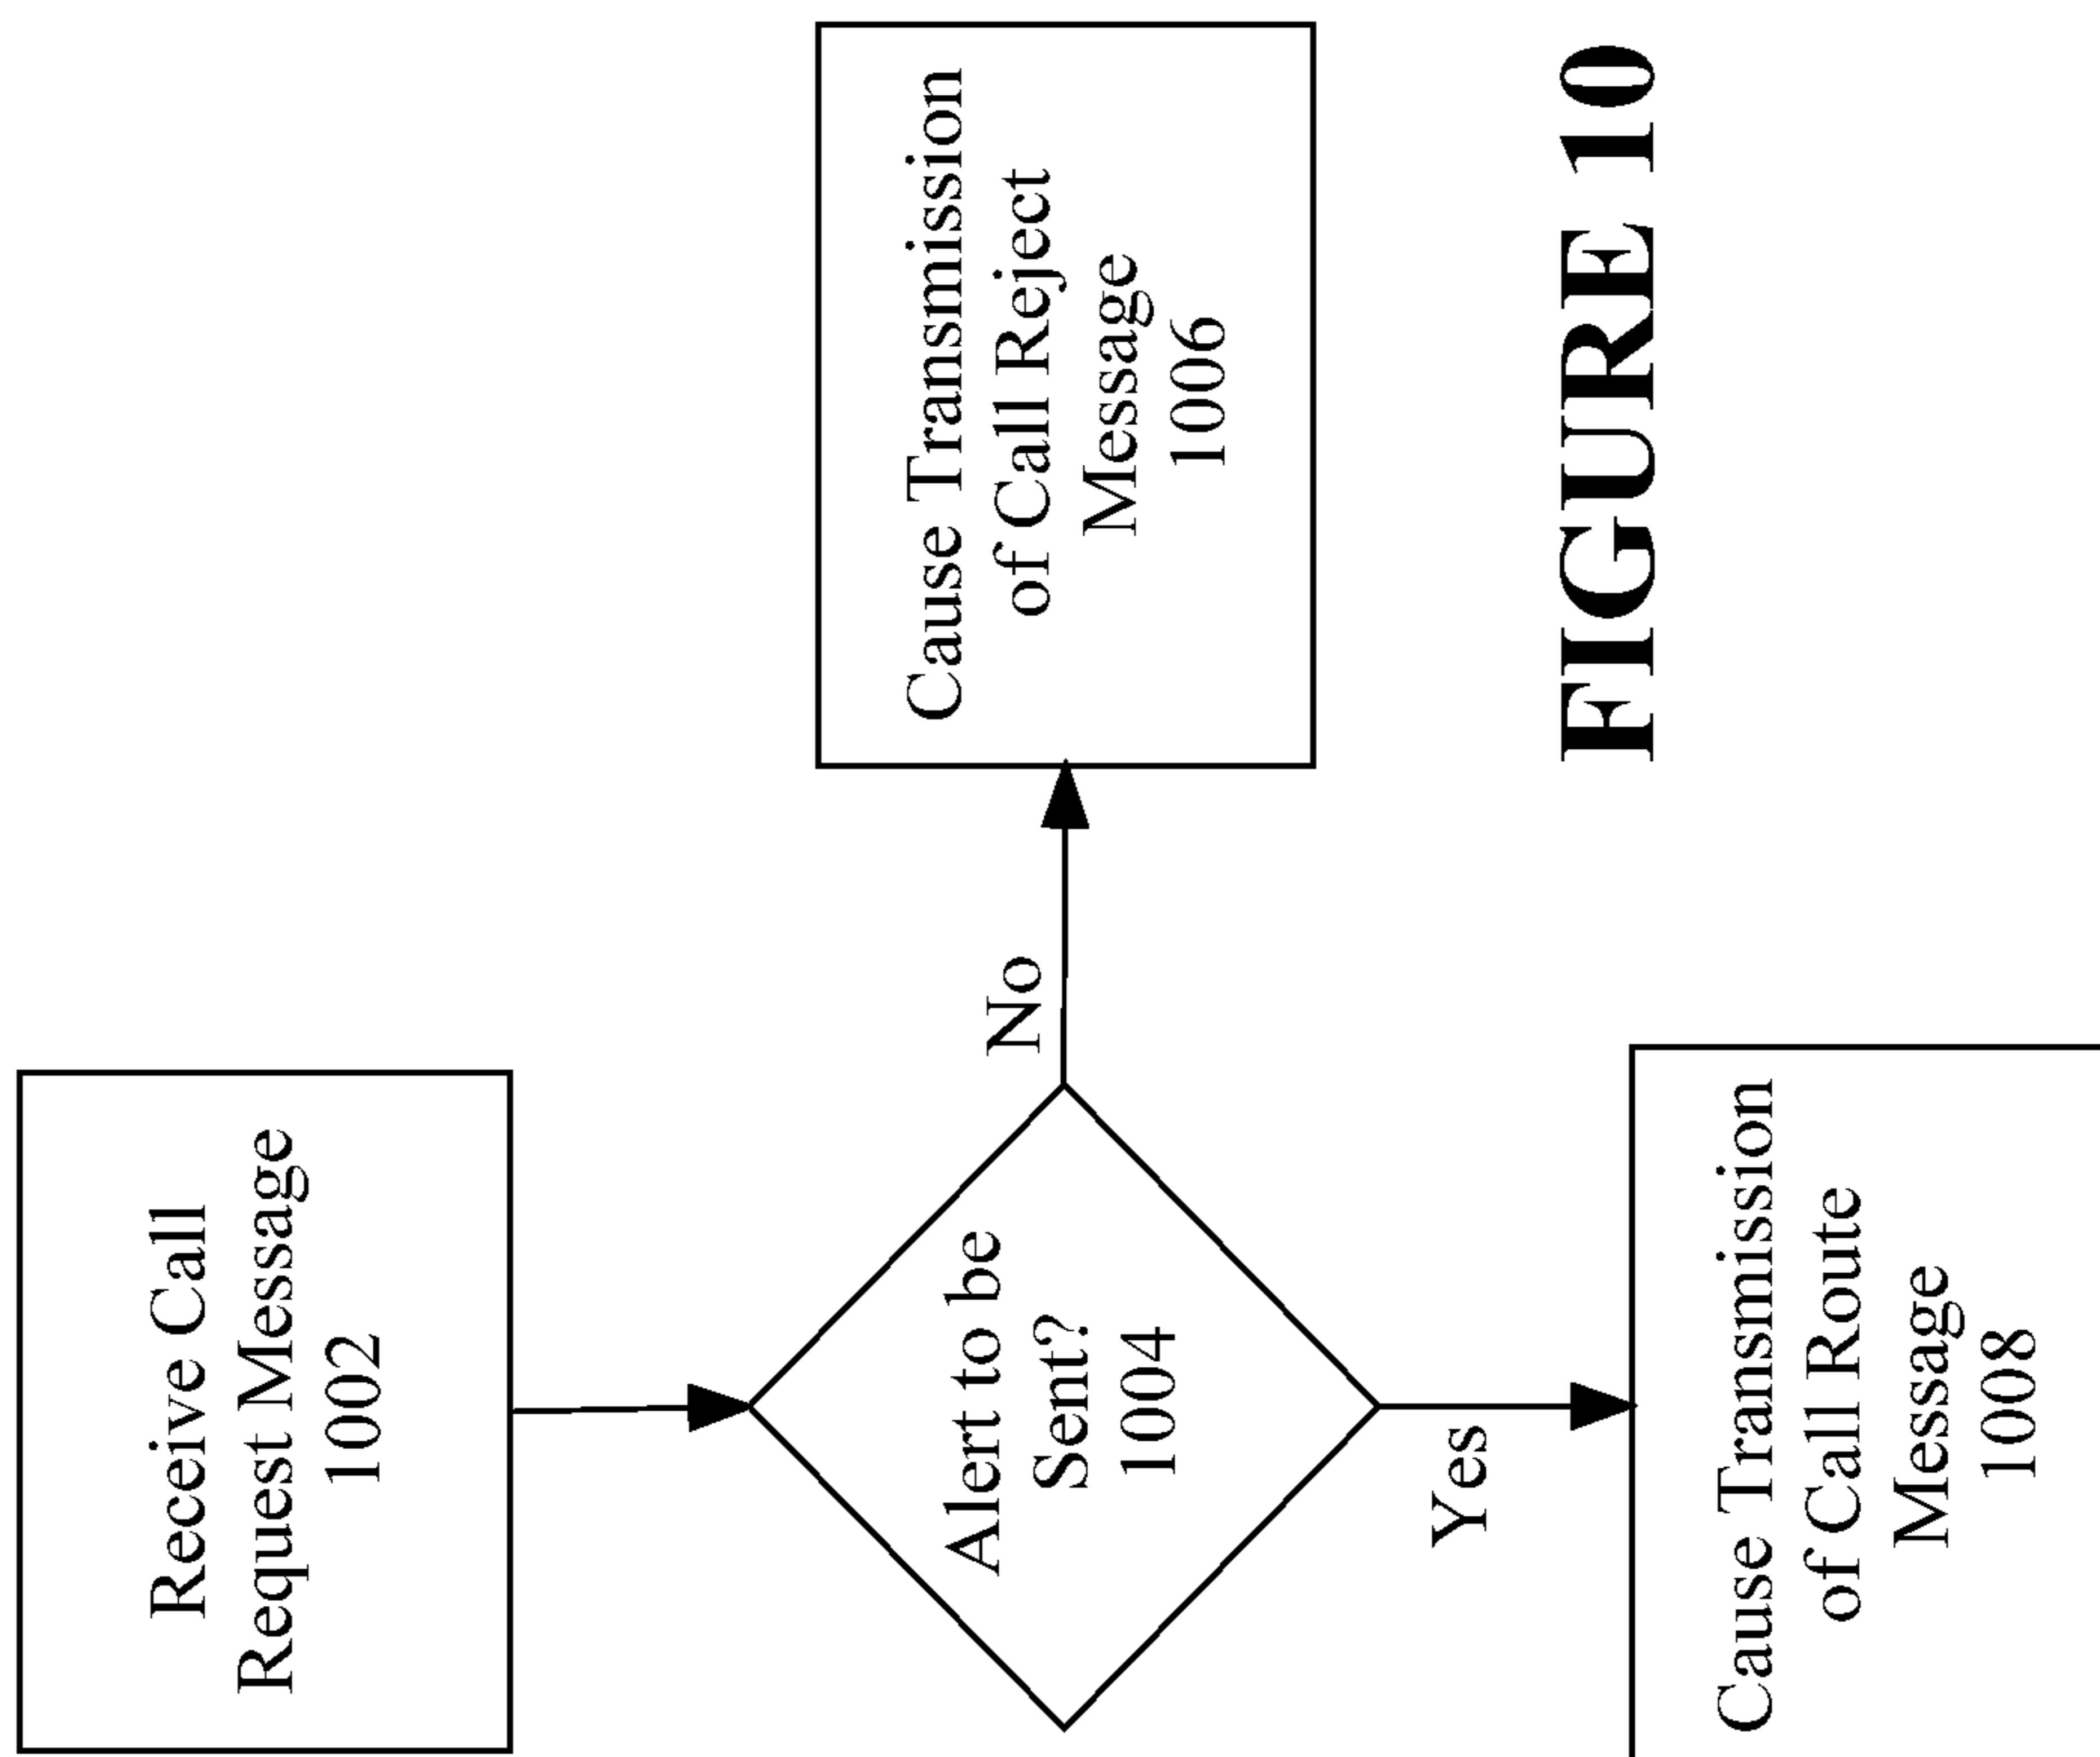 Receive Call
Request Message
1002
Alert to be
Sent?
1004
No
Cause Transmission
of Call Reject
Message
1006
Yes
Cause Transmission
of Call Route
Message
1008
FIGURE 10